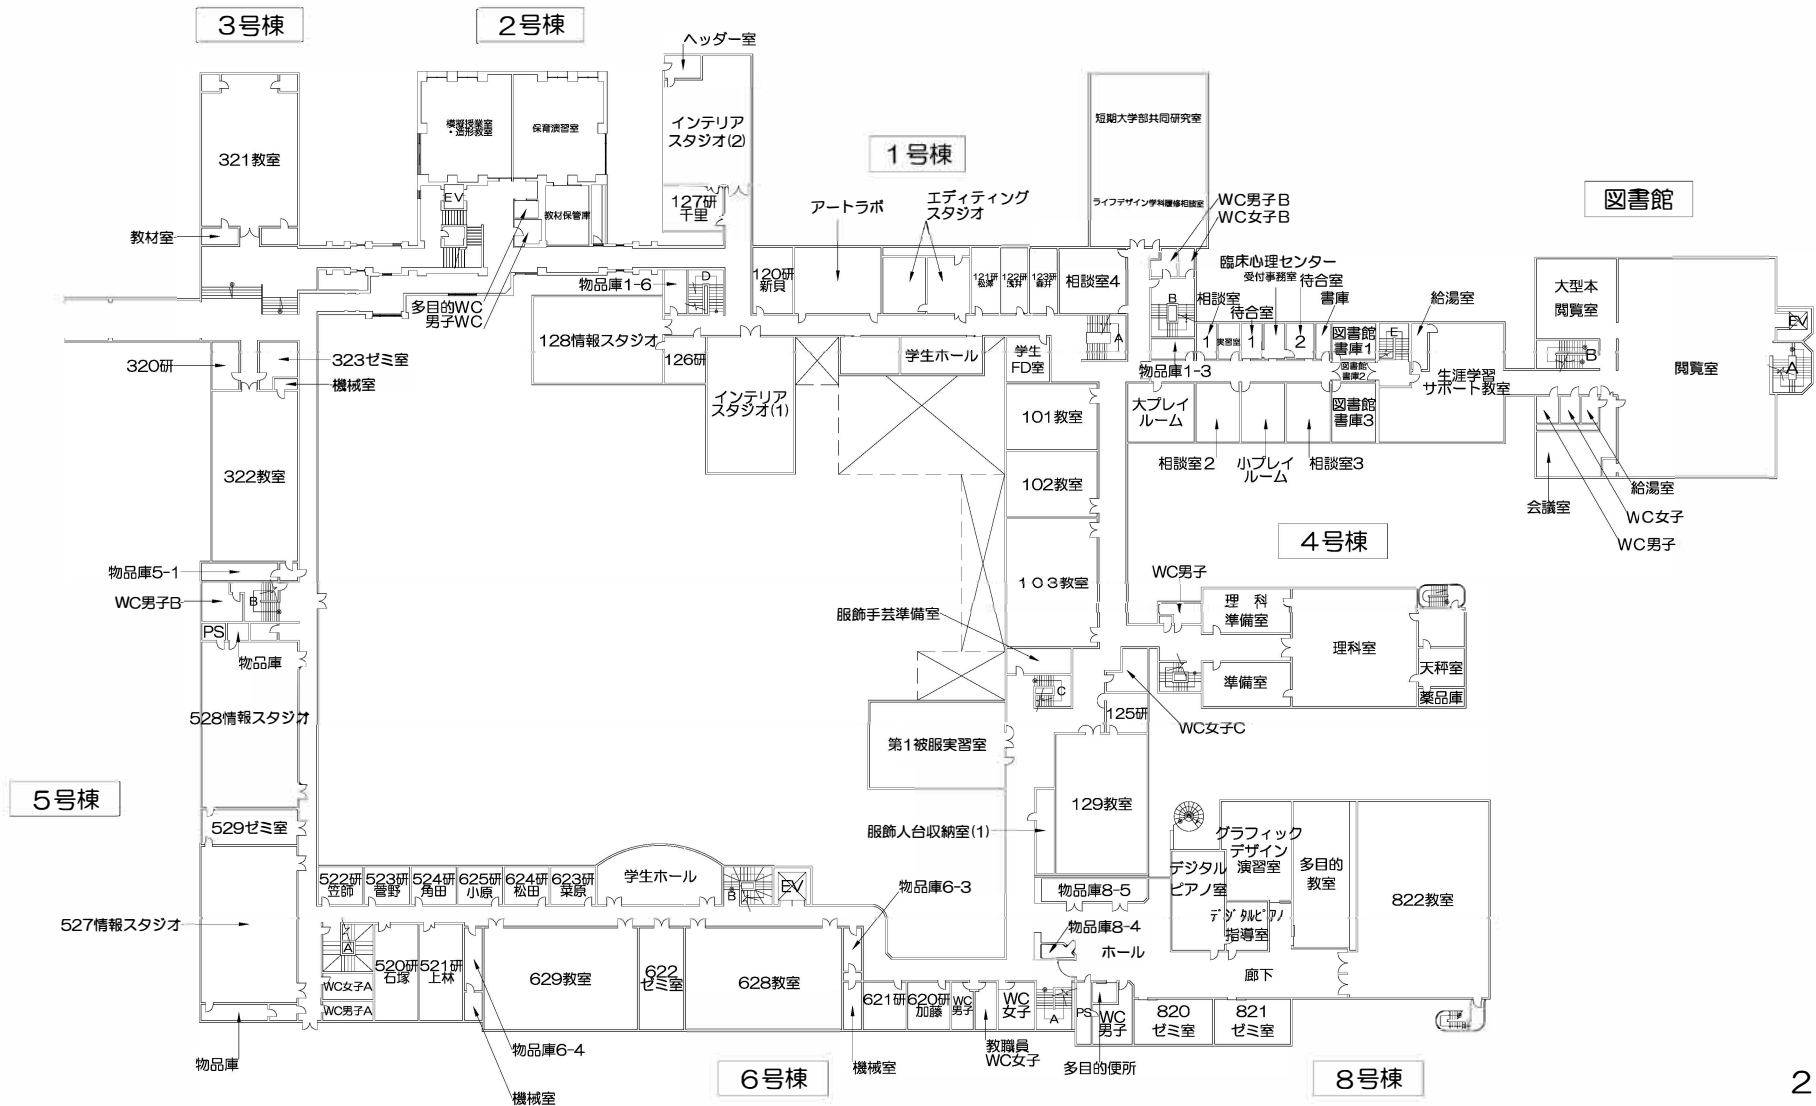 3号棟
2号棟
ヘッダー室
321教室
模擬授業室
・造形教室
保育演習室
インテリア
スタジオ(2)
1号棟
短期大学部共同研究室
ライフデザイン学科履修相談室
図書館
EV
教材保管庫
127研
千里
アートラボ
エディティング
スタジオ
WC男子B
WC女子B
教材室
物品庫1-6
D
120研
新貝
121研
松澤
122研
浅井
123研
森井
相談室4
臨床心理センター
受付事務室
待合室
書庫
相談室
待合室
給湯室
大型本
閲覧室
多目的WC
男子WC
B
128情報スタジオ
126研
学生ホール
学生
FD室
A
物品庫1-3
1
実習室
1
2
図書館
書庫1
E
図書館
書庫2
生涯学習
サポート教室
B
閲覧室
EV
A
320研
323ゼミ室
機械室
インテリア
スタジオ(1)
101教室
大プレイ
ルーム
図書館
書庫3
相談室2
小プレイ
ルーム
相談室3
322教室
102教室
会議室
給湯室
WC女子
WC男子
4号棟
物品庫5-1
WC男子B
B
PS
物品庫
103教室
WC男子
理科
準備室
理科室
服飾手芸準備室
準備室
天秤室
薬品庫
C
125研
WC女子C
528情報スタジオ
第1被服実習室
5号棟
529ゼミ室
129教室
服飾人台収納室(1)
グラフィック
デザイン
演習室
デジタル
ピアノ室
多目的
教室
822教室
522研
笠師
523研
菅野
524研
角田
625研
小原
624研
松田
623研
菜原
学生ホール
B
EV
物品庫6-3
物品庫8-5
デジタルピアノ
指導室
527情報スタジオ
物品庫8-4
ホール
廊下
A
WC女子A
WC男子A
520研
石塚
521研
上林
629教室
622
ゼミ室
628教室
621研
620研
加藤
WC
男子
WC
女子
A
PS
WC
男子
820
ゼミ室
821
ゼミ室
物品庫
物品庫6-4
機械室
6号棟
機械室
教職員
WC女子
多目的便所
8号棟
2